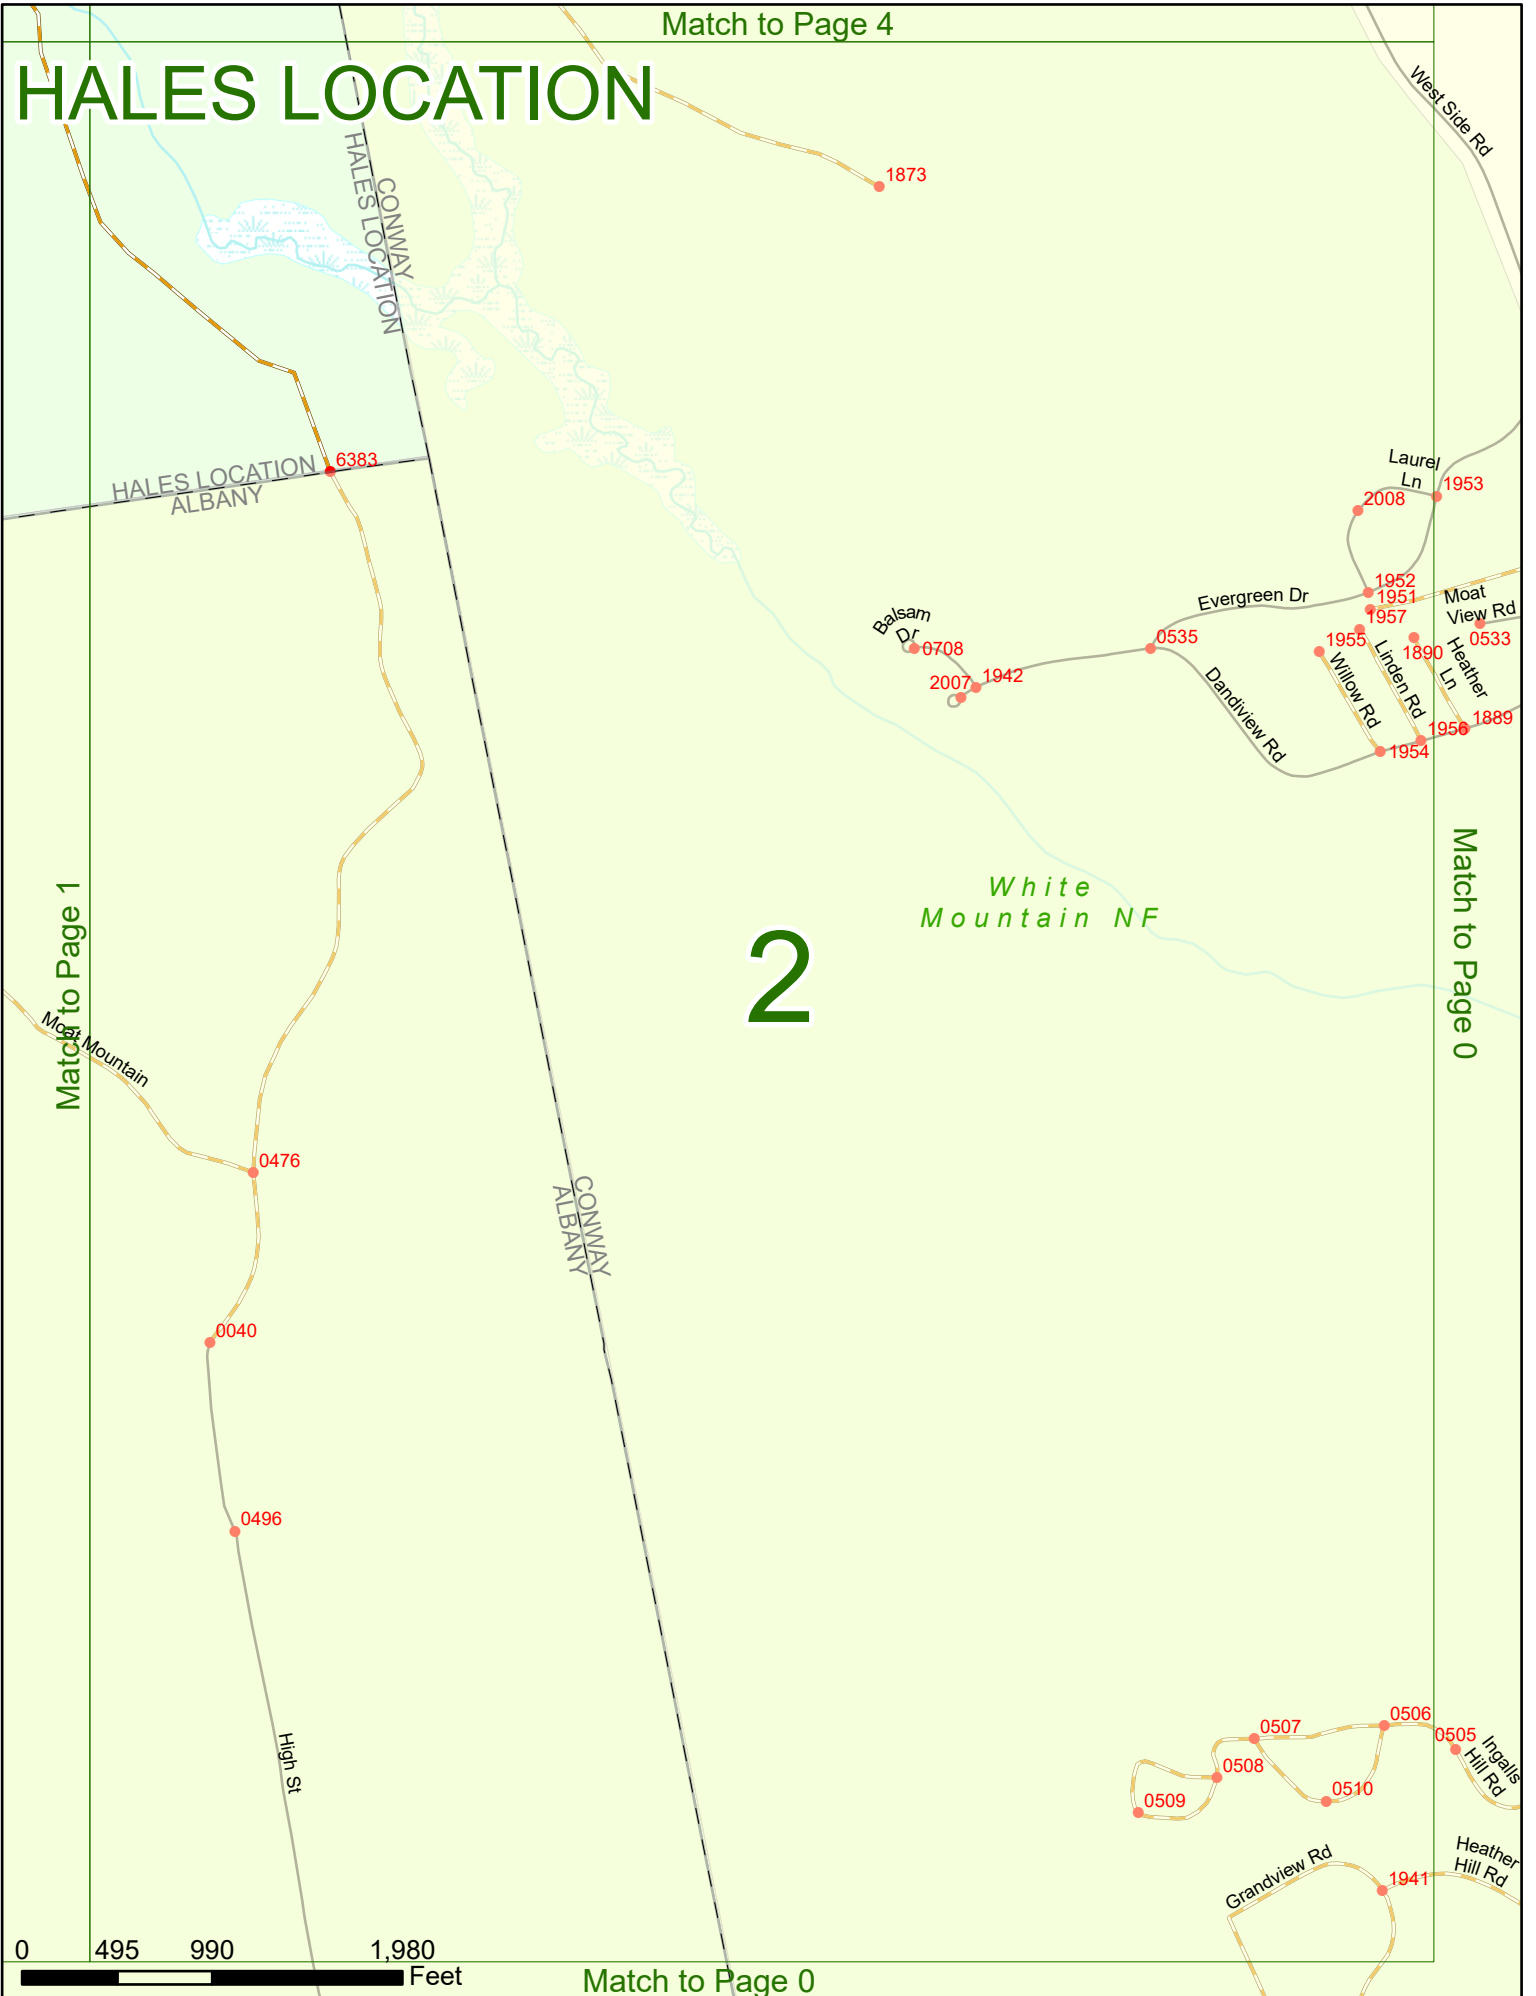 Match to Page 4
HALES LOCATION
West Side Rd
CONWAY
HALES LOCATION
1873
HALES LOCATION
ALBANY
6383
Laurel
Ln
1953
2008
1952
1951
Evergreen Dr
Moat
View Rd
0533
1957
1955
1890
Heather
Ln
Linden Rd
Willow Rd
Balsam
Dr
0708
0535
2007
1942
Dandiview Rd
1889
1956
1954
White
Mountain NF
2
Match to Page 1
Match to Page 0
Moat Mountain
0476
CONWAY
ALBANY
0040
0496
High St
0506
0507
0505
Ingalls
Hill Rd
0508
0510
0509
Grandview Rd
Heather
Hill Rd
1941
0 495 990 1,980
Feet
Match to Page 0